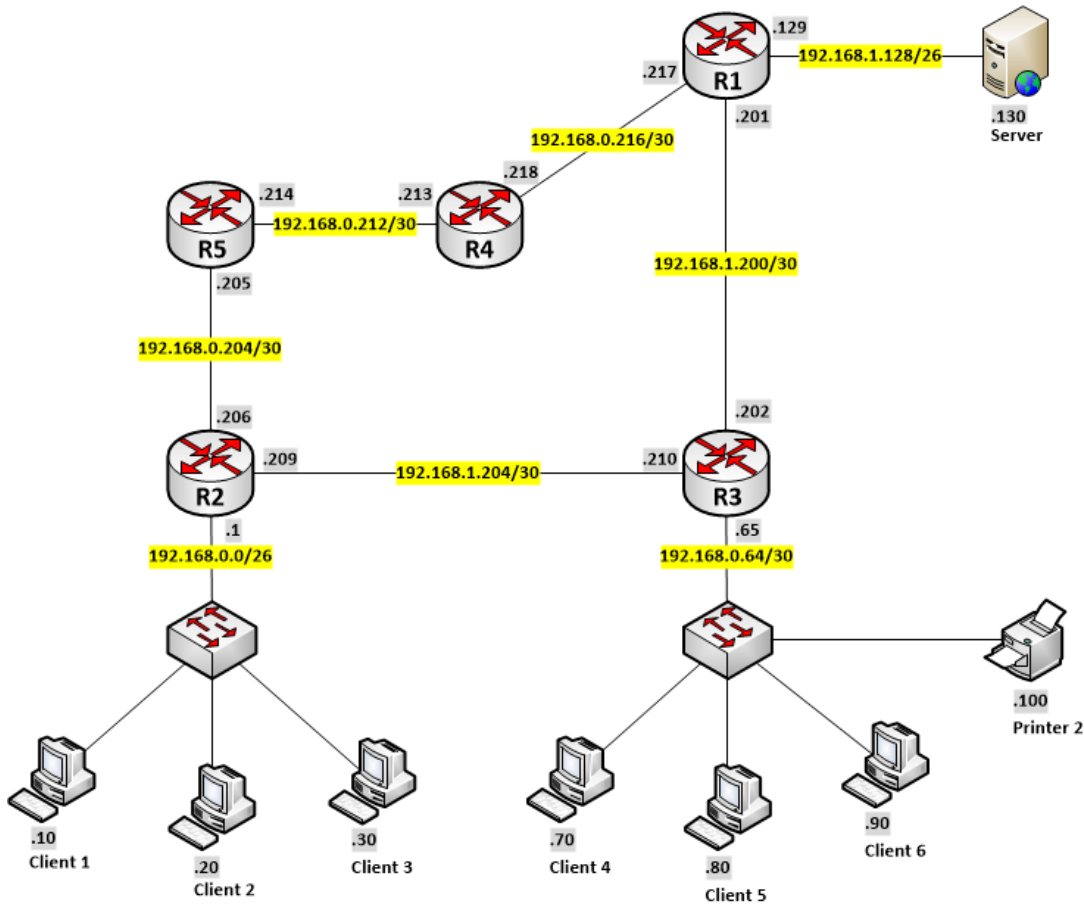 .129
192.168.1.128/26
.217
R1
.130
Server
.201
192.168.0.216/30
.218
.214
.213
192.168.0.212/30
R5
R4
.205
192.168.1.200/30
192.168.0.204/30
.206
.202
.209
192.168.1.204/30
.210
R2
R3
.1
.65
192.168.0.0/26
192.168.0.64/30
.100
Printer 2
.10
Client 1
.20
Client 2
.30
Client 3
.70
Client 4
.80
Client 5
.90
Client 6